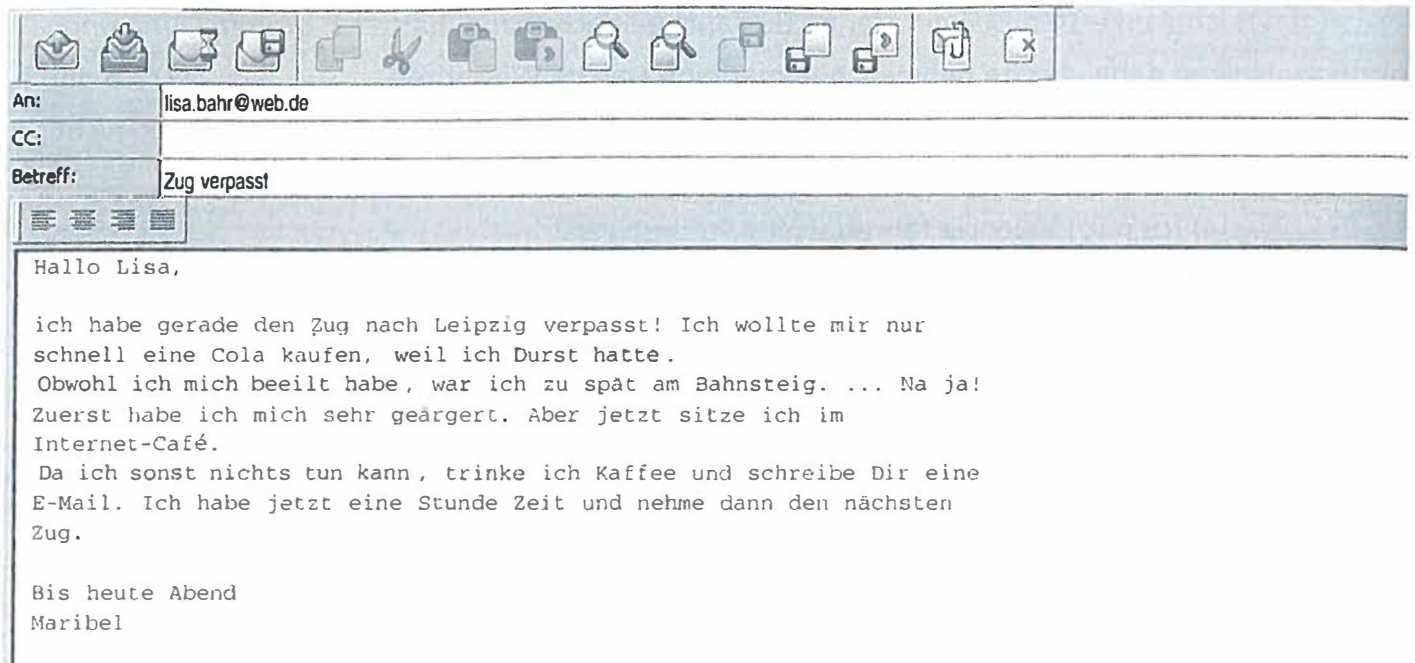 An: lisa.bahr@web.de
CC:
Betreff: Zug verpasst
Hallo Lisa,
ich habe gerade den Zug nach Leipzig verpasst! Ich wollte mir nur
schnell eine Cola kaufen, weil ich Durst hatte.
Obwohl ich mich beeilt habe, war ich zu spät am Bahnsteig. ... Na ja!
Zuerst habe ich mich sehr geärgert. Aber jetzt sitze ich im
Internet-Café.
Da ich sonst nichts tun kann, trinke ich Kaffee und schreibe Dir eine
E-Mail. Ich habe jetzt eine Stunde Zeit und nehme dann den nächsten
Zug.
Bis heute Abend
Maribel